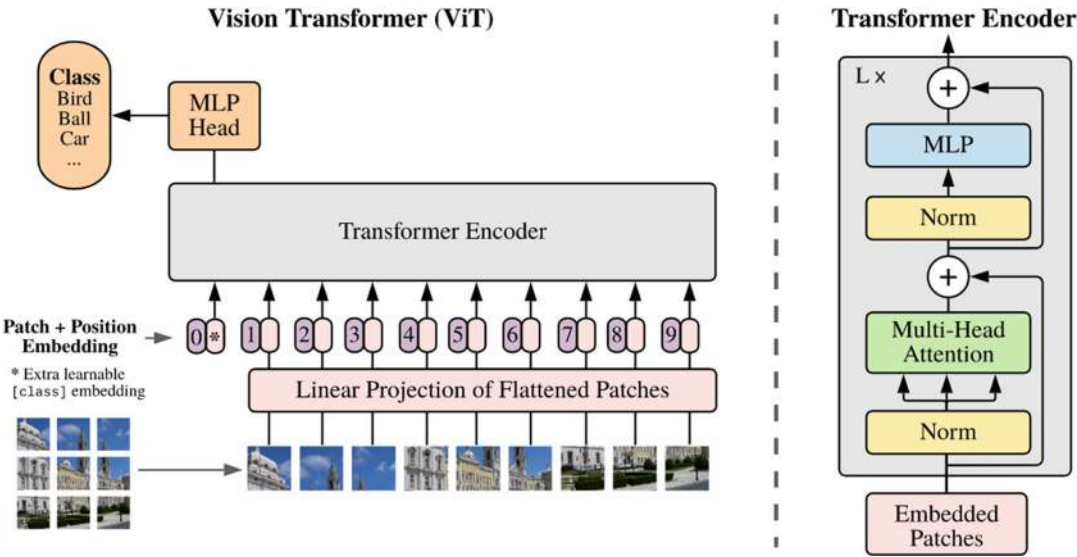 Vision Transformer (ViT)
Class
Bird
Ball
Car
...
MLP
Head
Transformer Encoder
Patch + Position
Embedding
0 * 1 2 3 4 5 6 7 8 9
* Extra learnable
[class] embedding
Linear Projection of Flattened Patches
Transformer Encoder
L ×
+
MLP
Norm
+
Multi-Head
Attention
Norm
Embedded
Patches